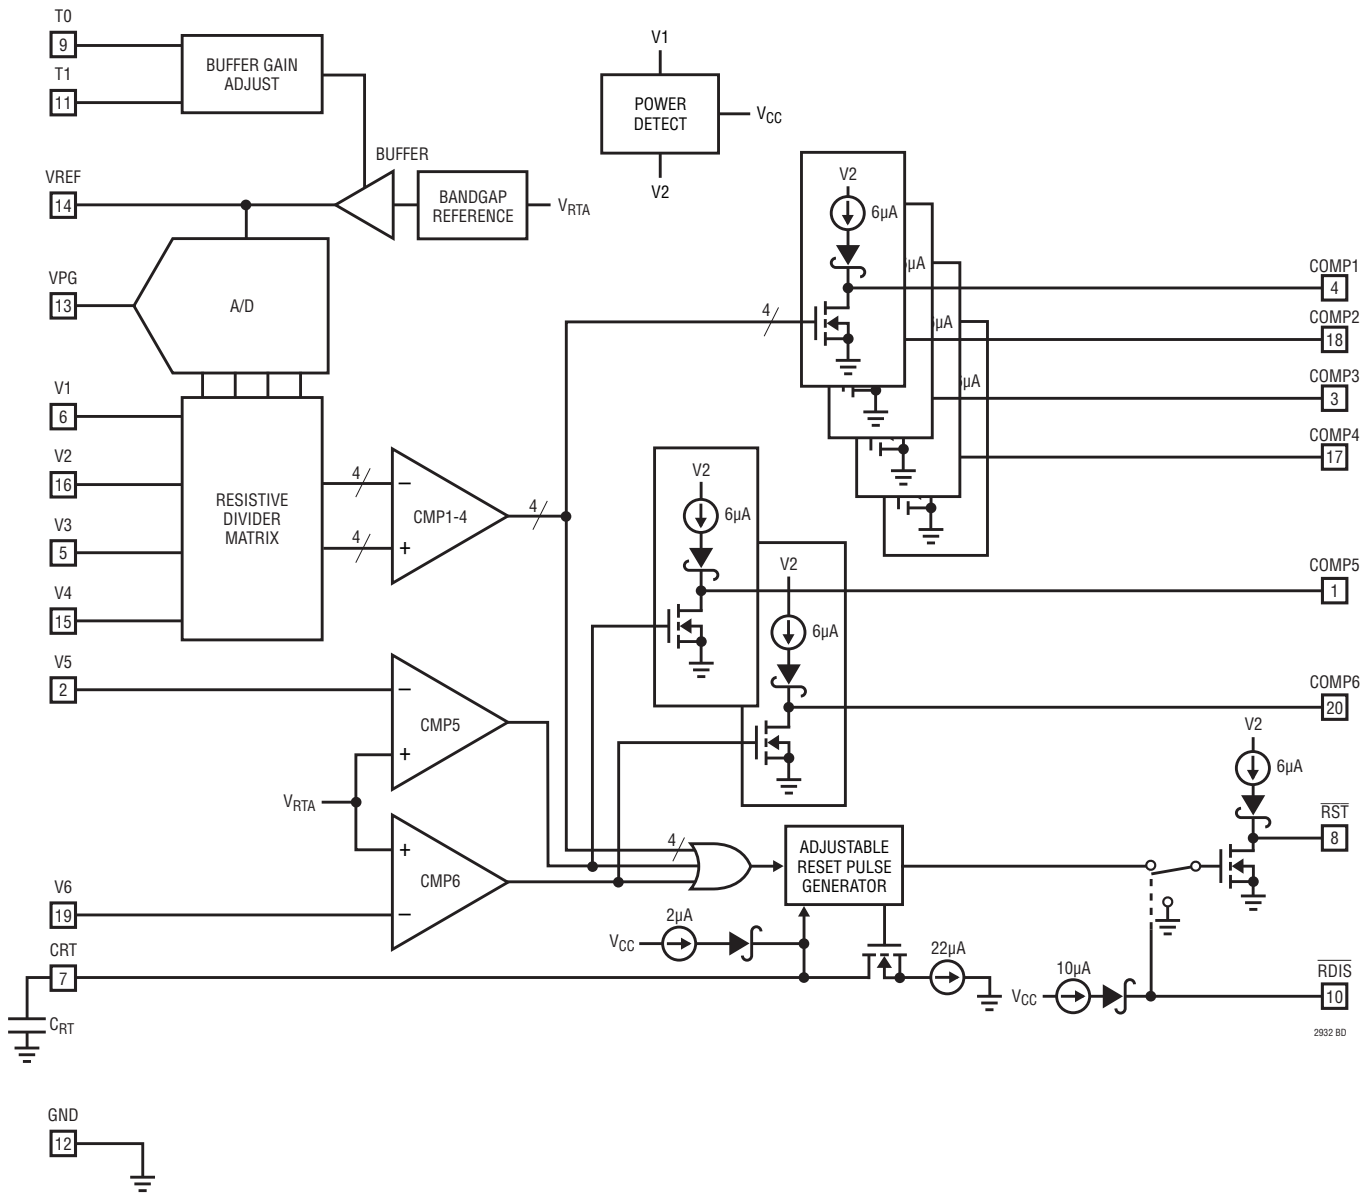 T0
9
T1
11
BUFFER GAIN
ADJUST
V1
POWER
DETECT
VCC
V2
BUFFER
VREF
14
BANDGAP
REFERENCE
VRTA
VPG
13
A/D
V1
6
V2
16
V3
5
V4
15
RESISTIVE
DIVIDER
MATRIX
4
4
−
+
CMP1-4
4
4
V2
6µA
µA
µA
µA
COMP1
4
COMP2
18
COMP3
3
COMP4
17
V2
6µA
V2
6µA
COMP5
1
COMP6
20
V5
2
−
+
CMP5
VRTA
+
−
CMP6
V6
19
4
ADJUSTABLE
RESET PULSE
GENERATOR
V2
6µA
RST
8
2µA
VCC
22µA
10µA
VCC
RDIS
10
CRT
7
CRT
2932 BD
GND
12